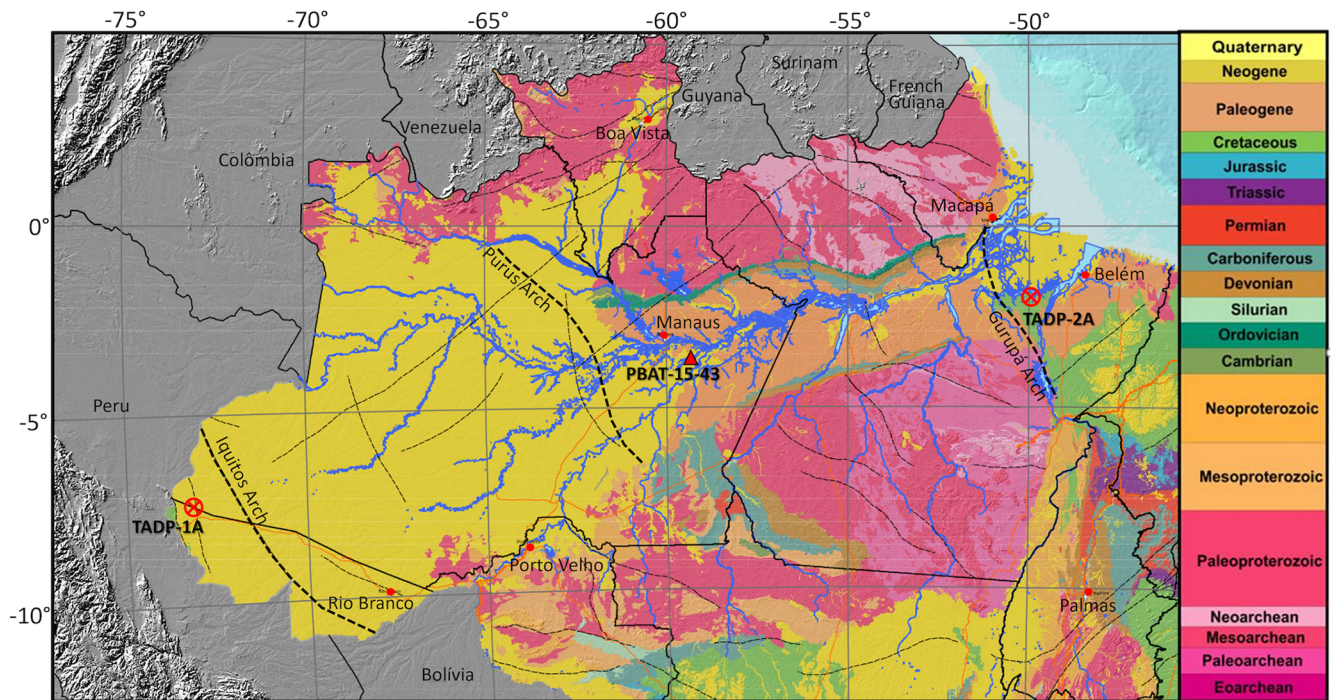 -75°
-70°
-65°
-60°
-55°
-50°
0°
-5°
-10°
Colômbia
Venezuela
Boa Vista
Guyana
Surinam
French
Guiana
Macapá
Belém
TADP-2A
Gurupá Arch
Purus Arch
Manaus
PBAT-15-43
Peru
Iquitos Arch
TADP-1A
Rio Branco
Porto Velho
Bolívia
Palmas
Quaternary
Neogene
Paleogene
Cretaceous
Jurassic
Triassic
Permian
Carboniferous
Devonian
Silurian
Ordovician
Cambrian
Neoproterozoic
Mesoproterozoic
Paleoproterozoic
Neoarchean
Mesoarchean
Paleoarchean
Eoarchean